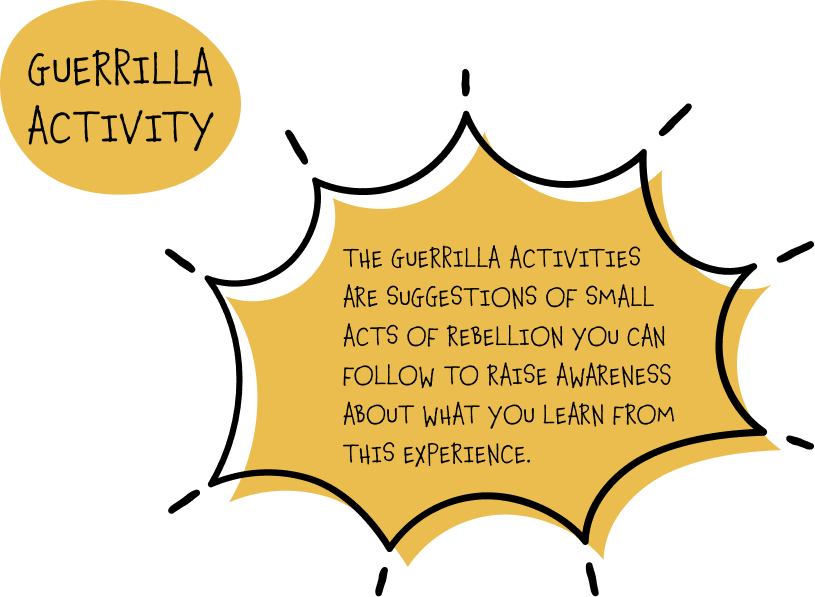 GUERRILLA
ACTIVITY
THE GUERRILLA ACTIVITIES
ARE SUGGESTIONS OF SMALL
ACTS OF REBELLION YOU CAN
FOLLOW TO RAISE AWARENESS
ABOUT WHAT YOU LEARN FROM
THIS EXPERIENCE.